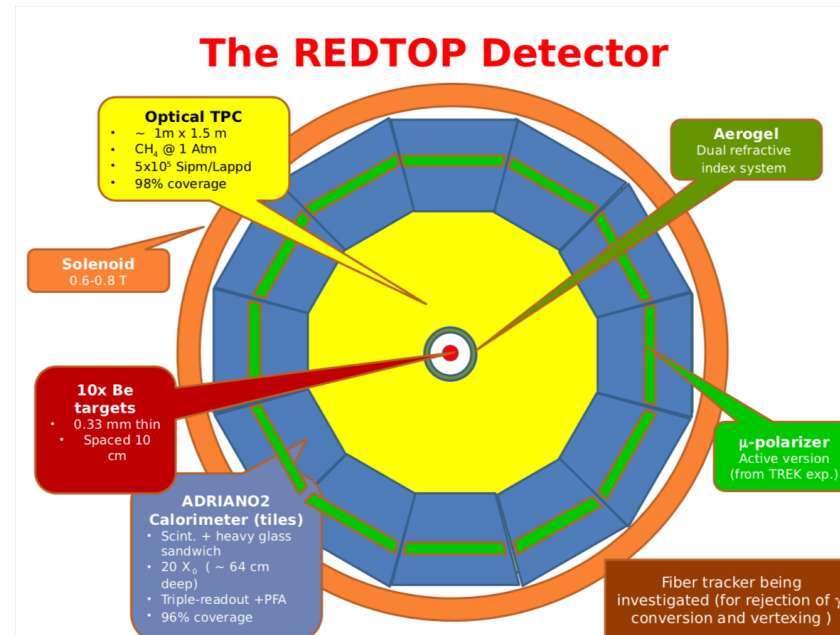 The REDTOP Detector
Optical TPC
• ~ 1m x 1.5 m
• CH₄ @ 1 Atm
• 5x10⁵ Sipm/Lappd
• 98% coverage
Aerogel
Dual refractive
index system
Solenoid
0.6-0.8 T
10x Be
targets
• 0.33 mm thin
• Spaced 10
cm
μ-polarizer
Active version
(from TREK exp.)
ADRIANO2
Calorimeter (tiles)
• Scint. + heavy glass
sandwich
• 20 X₀ ( ~ 64 cm
deep)
• Triple-readout +PFA
• 96% coverage
Fiber tracker being
investigated (for rejection of γ
conversion and vertexing )